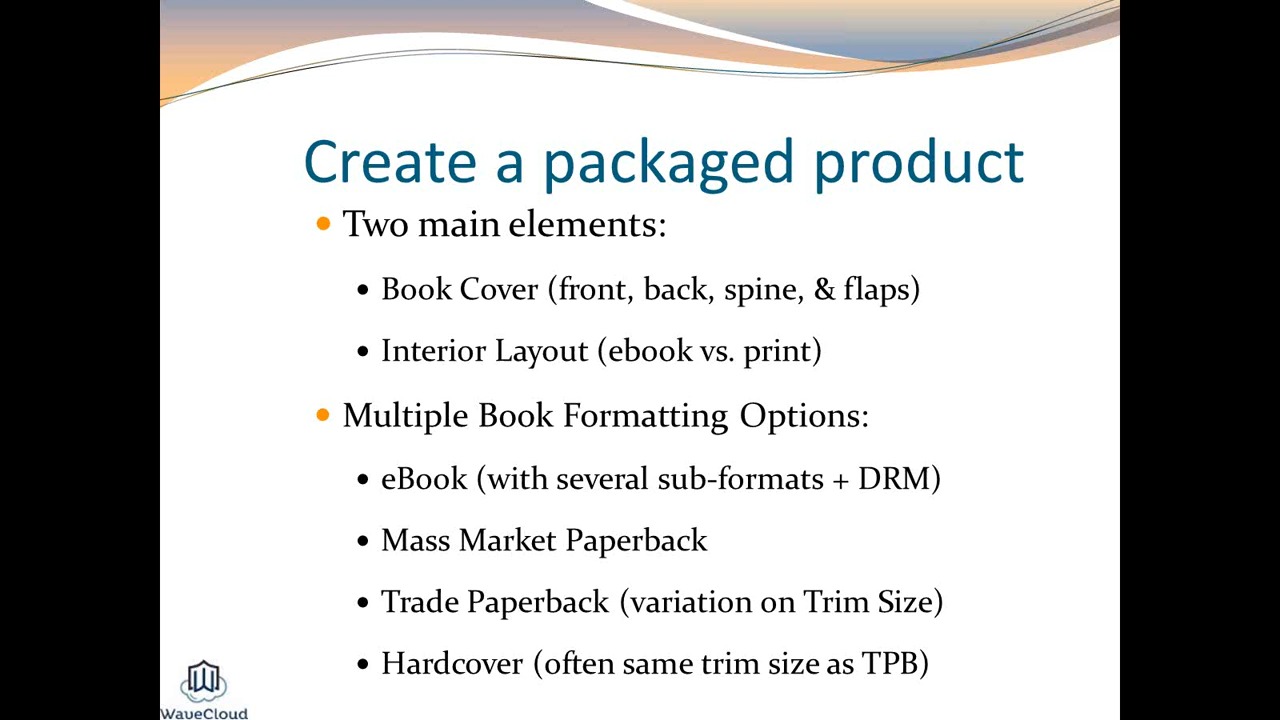 Create a packaged product
• Two main elements:
• Book Cover (front, back, spine, & flaps)
• Interior Layout (ebook vs. print)
• Multiple Book Formatting Options:
• eBook (with several sub-formats + DRM)
• Mass Market Paperback
• Trade Paperback (variation on Trim Size)
• Hardcover (often same trim size as TPB)
WaveCloud